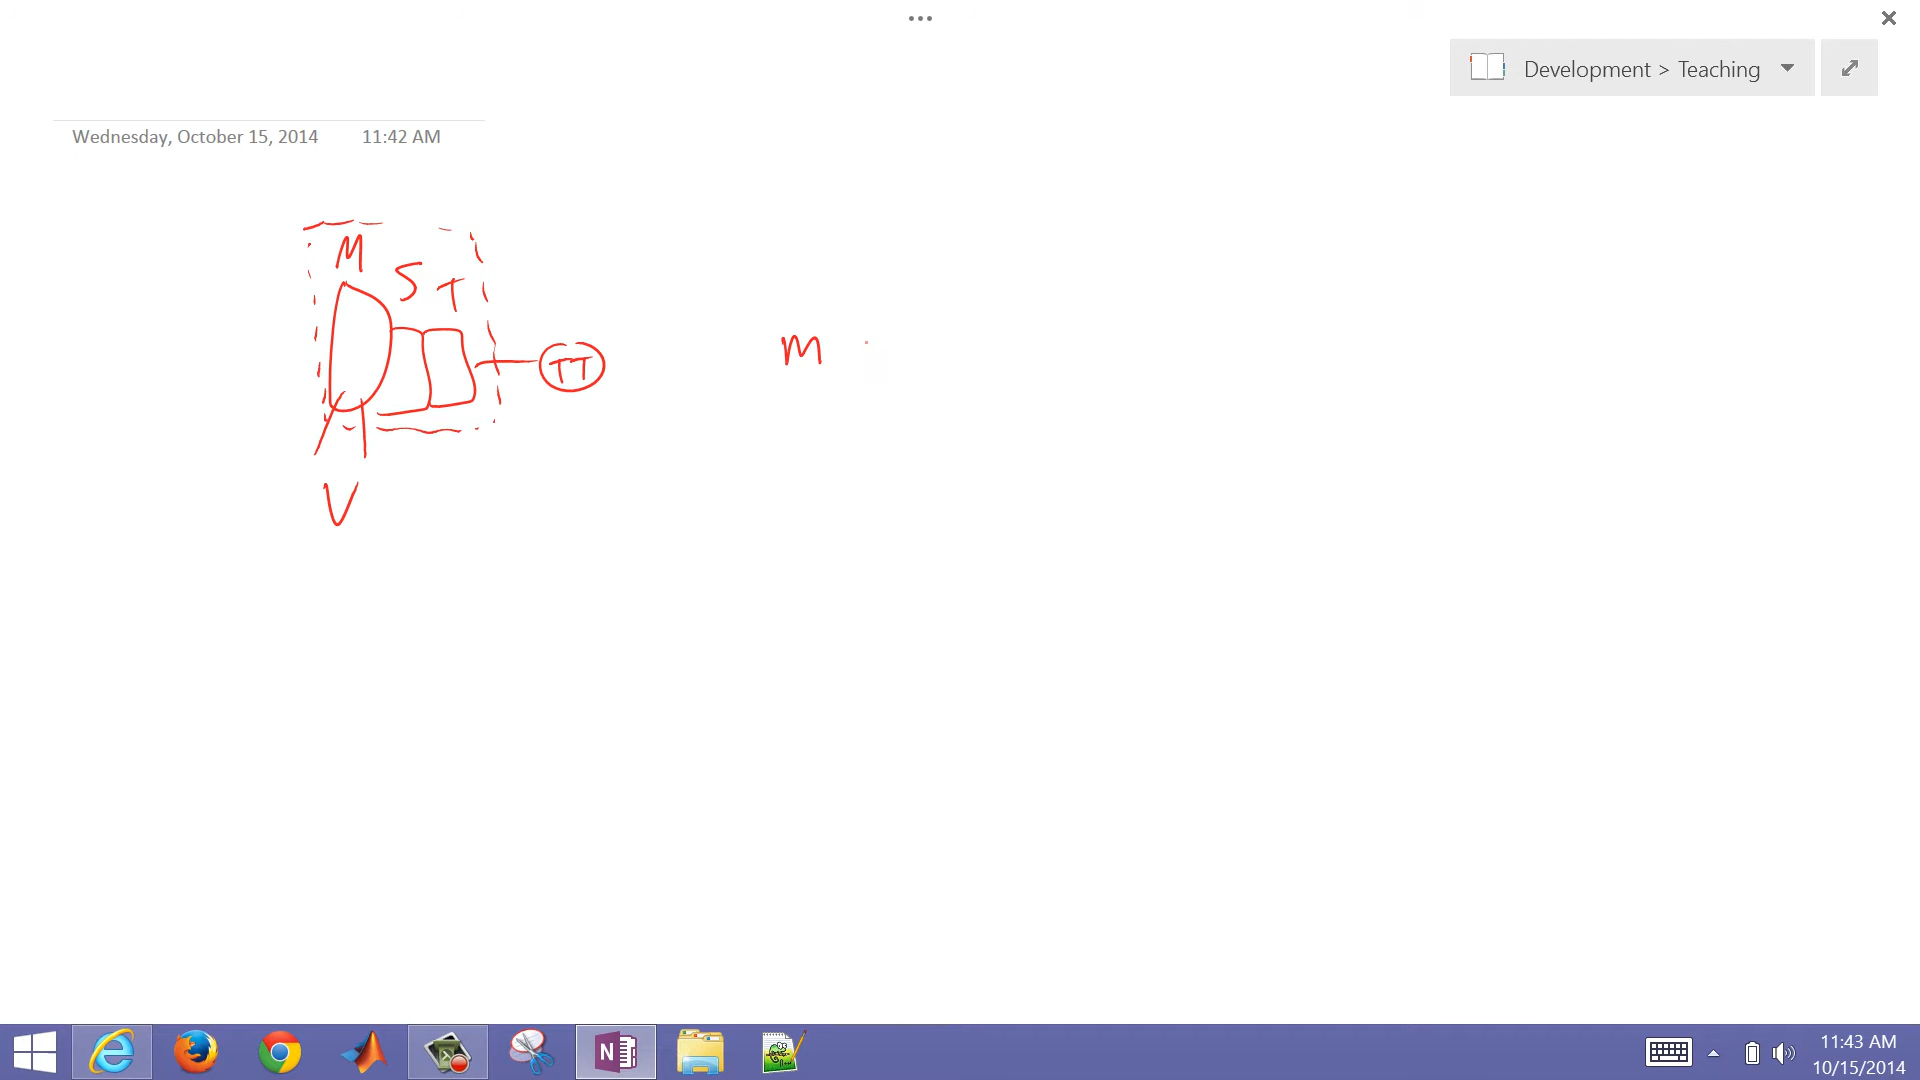 Development > Teaching
Wednesday, October 15, 2014 11:42 AM
M
S T
TT
V
m
N
11:43 AM
10/15/2014